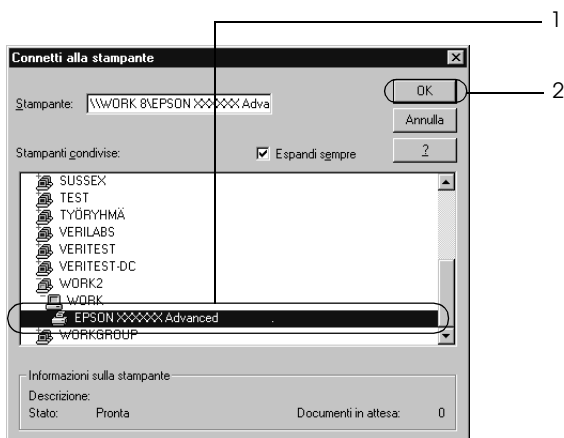 1
Connetti alla stampante
Stampante: \\WORK 8\EPSON XXXXXX Adva
OK
2
Annulla
Stampanti condivise:
Espandi sempre
?
SUSSEX
TEST
TYÖRYHMÄ
VERILABS
VERITEST
VERITEST-DC
WORK2
WORK
EPSON XXXXXX Advanced .
WORKGROUP
Informazioni sulla stampante
Descrizione:
Stato: Pronta Documenti in attesa: 0